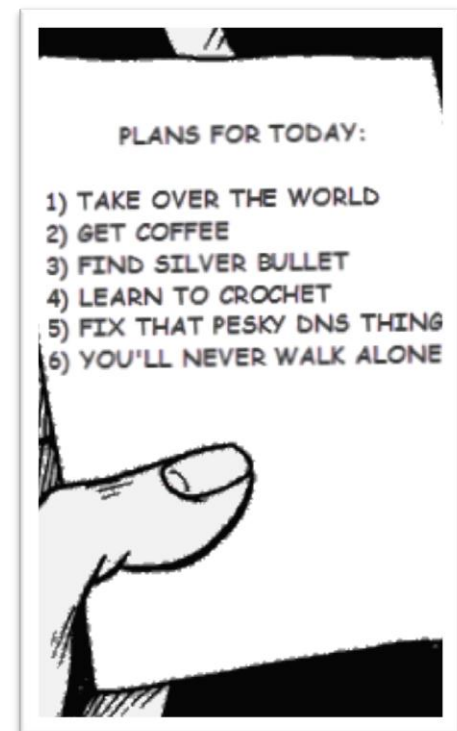 PLANS FOR TODAY:
1) TAKE OVER THE WORLD
2) GET COFFEE
3) FIND SILVER BULLET
4) LEARN TO CROCHET
5) FIX THAT PESKY DNS THING
6) YOU'LL NEVER WALK ALONE